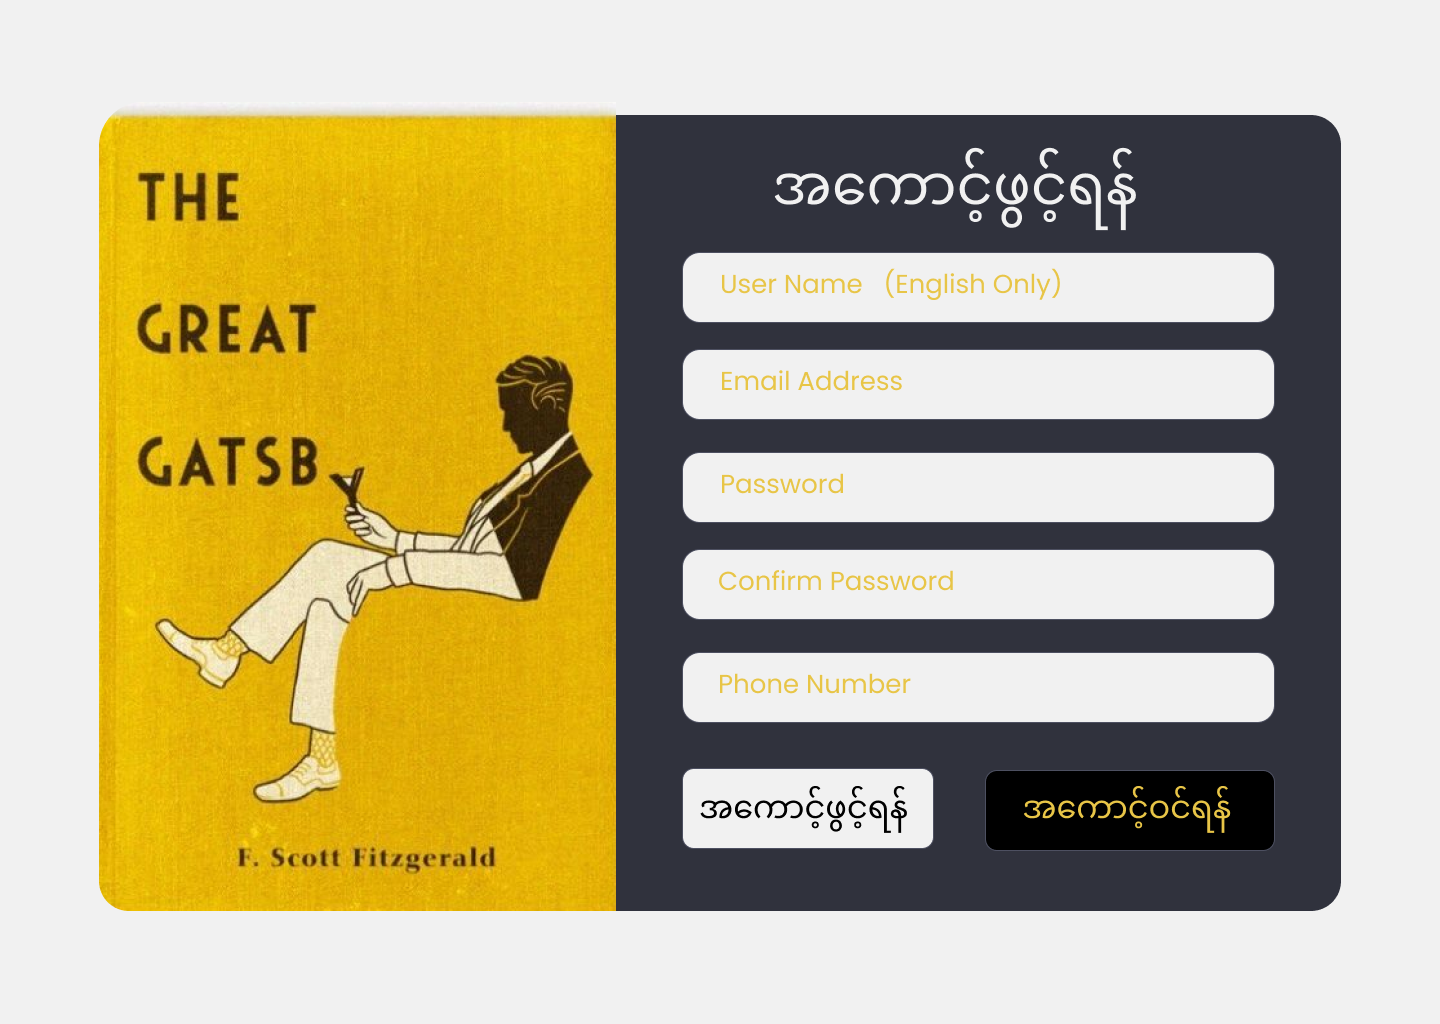 THE
GREAT
GATSBY
F. Scott Fitzgerald
အကောင့်ဖွင့်ရန်
User Name (English Only)
Email Address
Password
Confirm Password
Phone Number
အကောင့်ဖွင့်ရန်
အကောင့်ဝင်ရန်